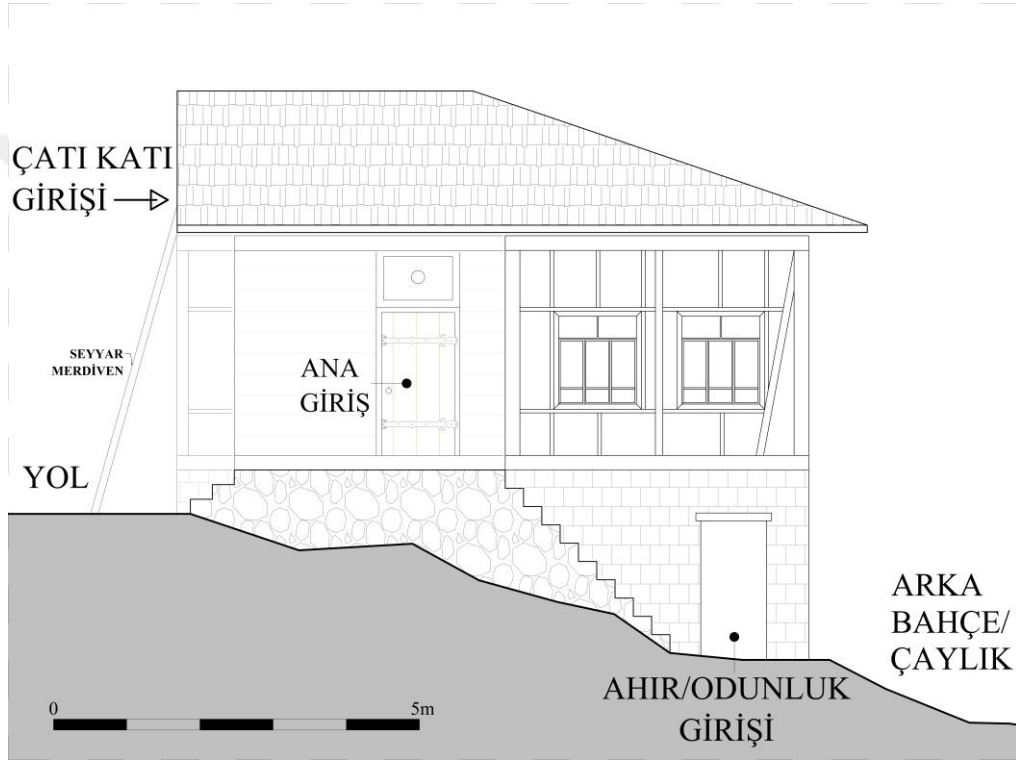 ÇATI KATI
GİRİŞİ
SEYYAR
MERDİVEN
ANA
GİRİŞ
YOL
ARKA
BAHÇE/
ÇAYLIK
AHIR/ODUNLUK
GİRİŞİ
0 5m